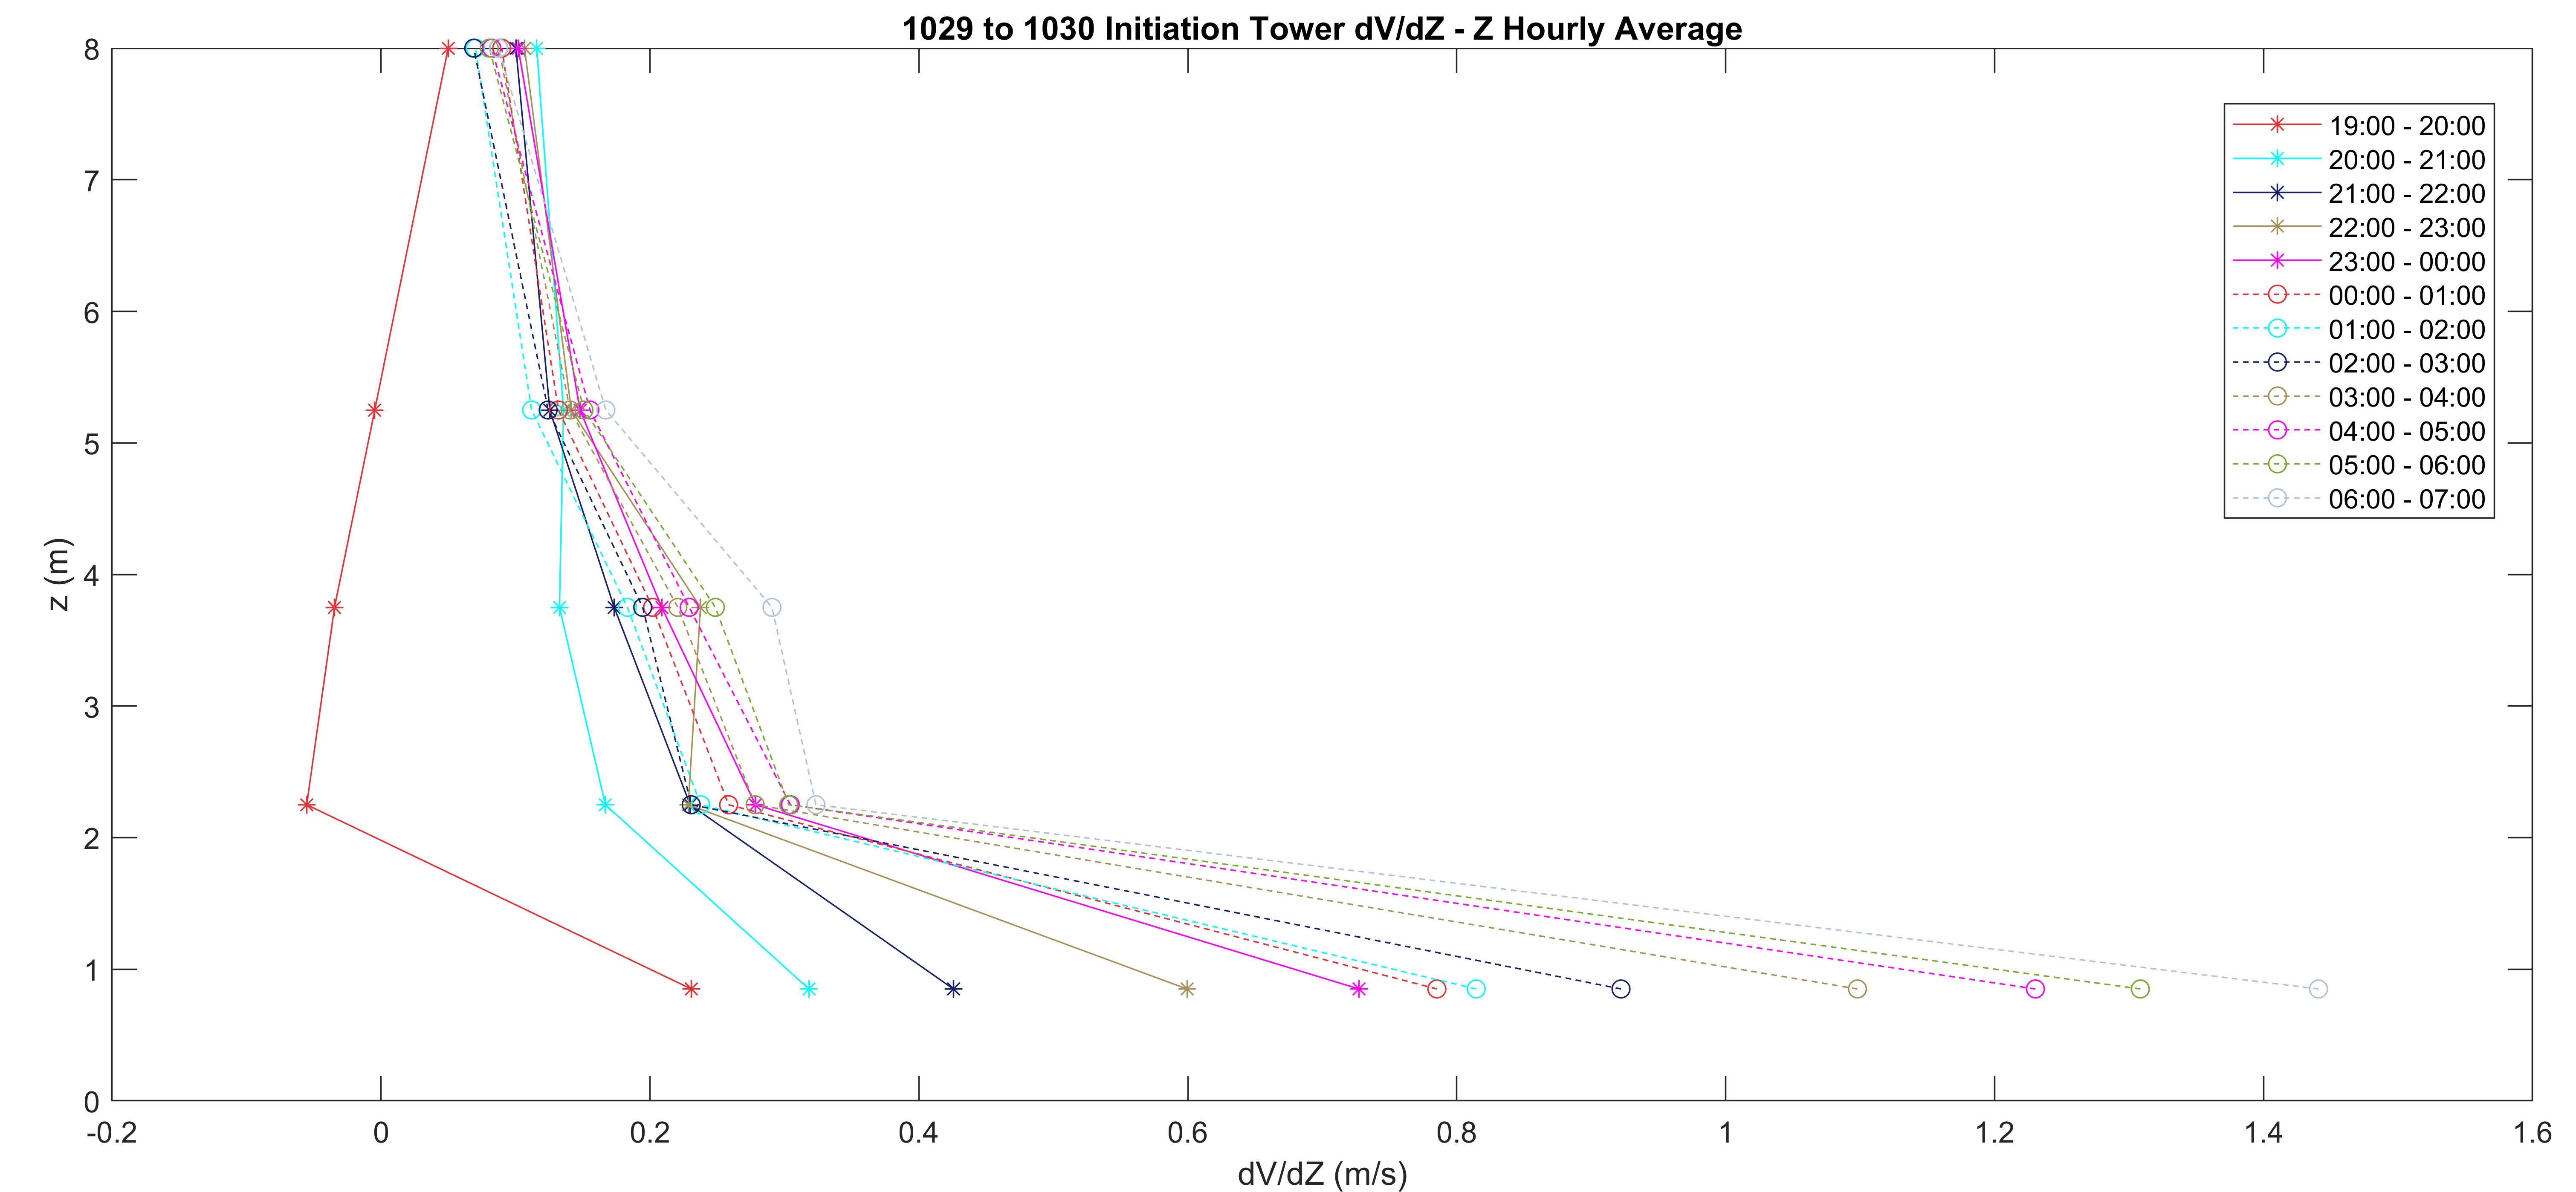 1029 to 1030 Initiation Tower dV/dZ - Z Hourly Average
8
7
6
5
4
3
2
1
0
z (m)
19:00 - 20:00
20:00 - 21:00
21:00 - 22:00
22:00 - 23:00
23:00 - 00:00
00:00 - 01:00
01:00 - 02:00
02:00 - 03:00
03:00 - 04:00
04:00 - 05:00
05:00 - 06:00
06:00 - 07:00
-0.2 0 0.2 0.4 0.6 0.8 1 1.2 1.4 1.6
dV/dZ (m/s)